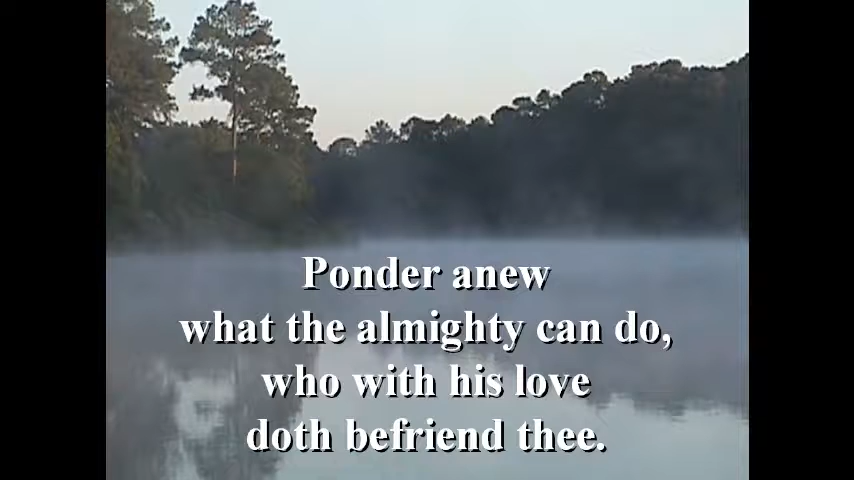 Ponder anew
what the almighty can do,
who with his love
doth befriend thee.